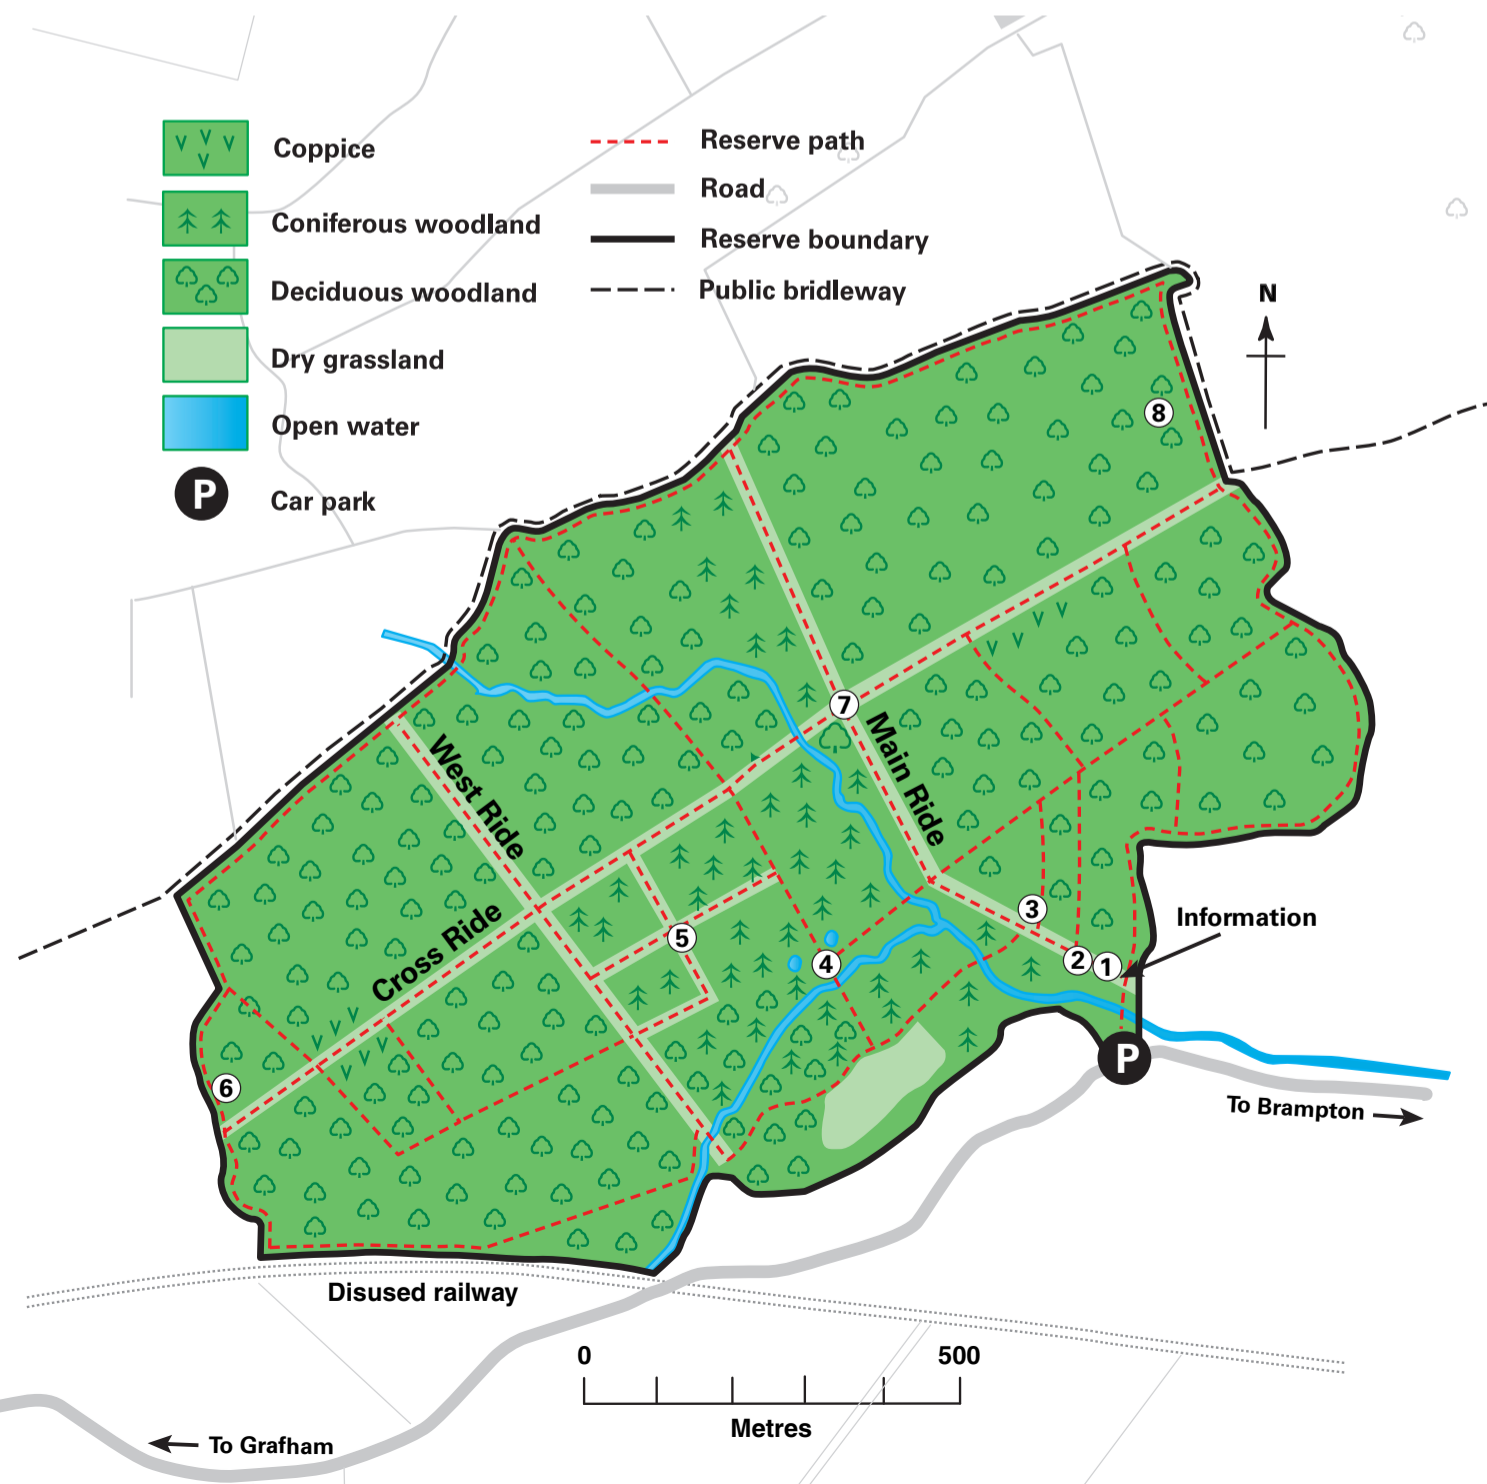 Coppice
Coniferous woodland
Deciduous woodland
Dry grassland
Open water
P
Car park
Reserve path
Road
Reserve boundary
Public bridleway
N
8
7
Main Ride
West Ride
Cross Ride
5
4
3
2
1
6
Information
P
To Brampton
Disused railway
0 500
Metres
To Grafham